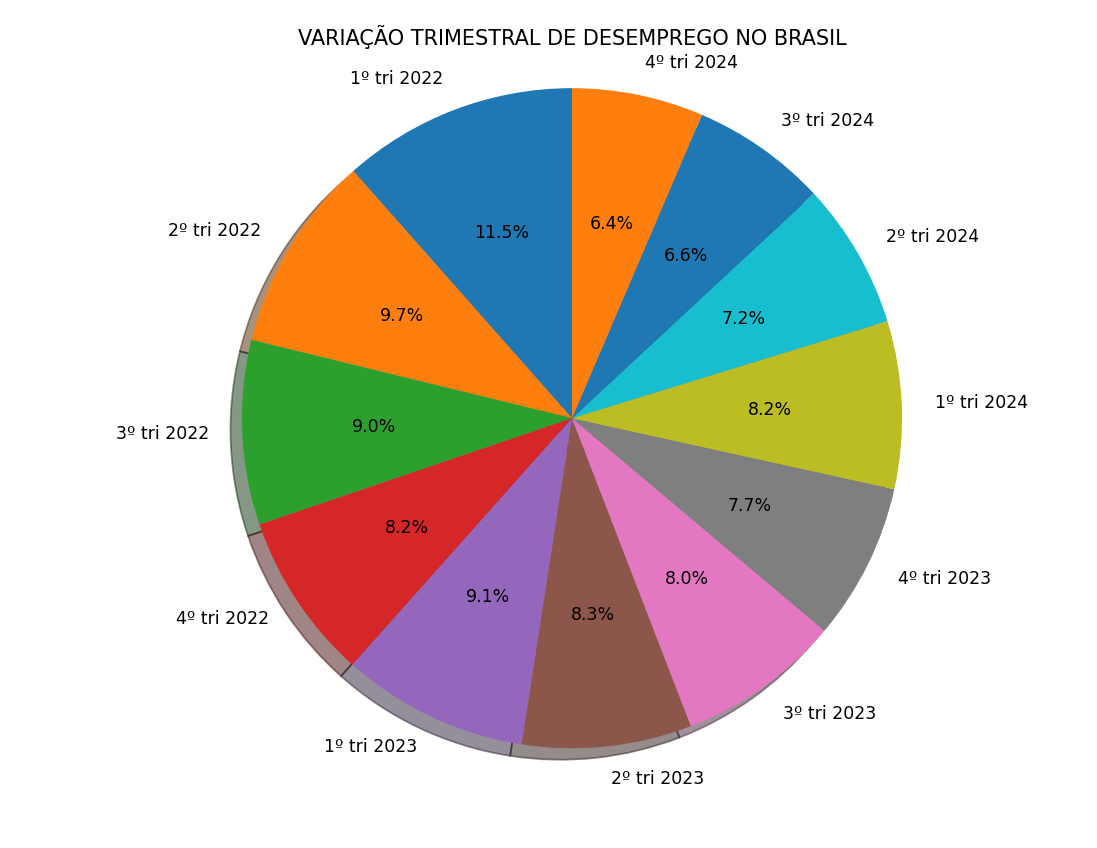 VARIAÇÃO TRIMESTRAL DE DESEMPREGO NO BRASIL
1º tri 2022
11.5%
2º tri 2022
9.7%
3º tri 2022
9.0%
4º tri 2022
8.2%
1º tri 2023
9.1%
2º tri 2023
8.3%
3º tri 2023
8.0%
4º tri 2023
7.7%
1º tri 2024
8.2%
2º tri 2024
7.2%
3º tri 2024
6.6%
4º tri 2024
6.4%